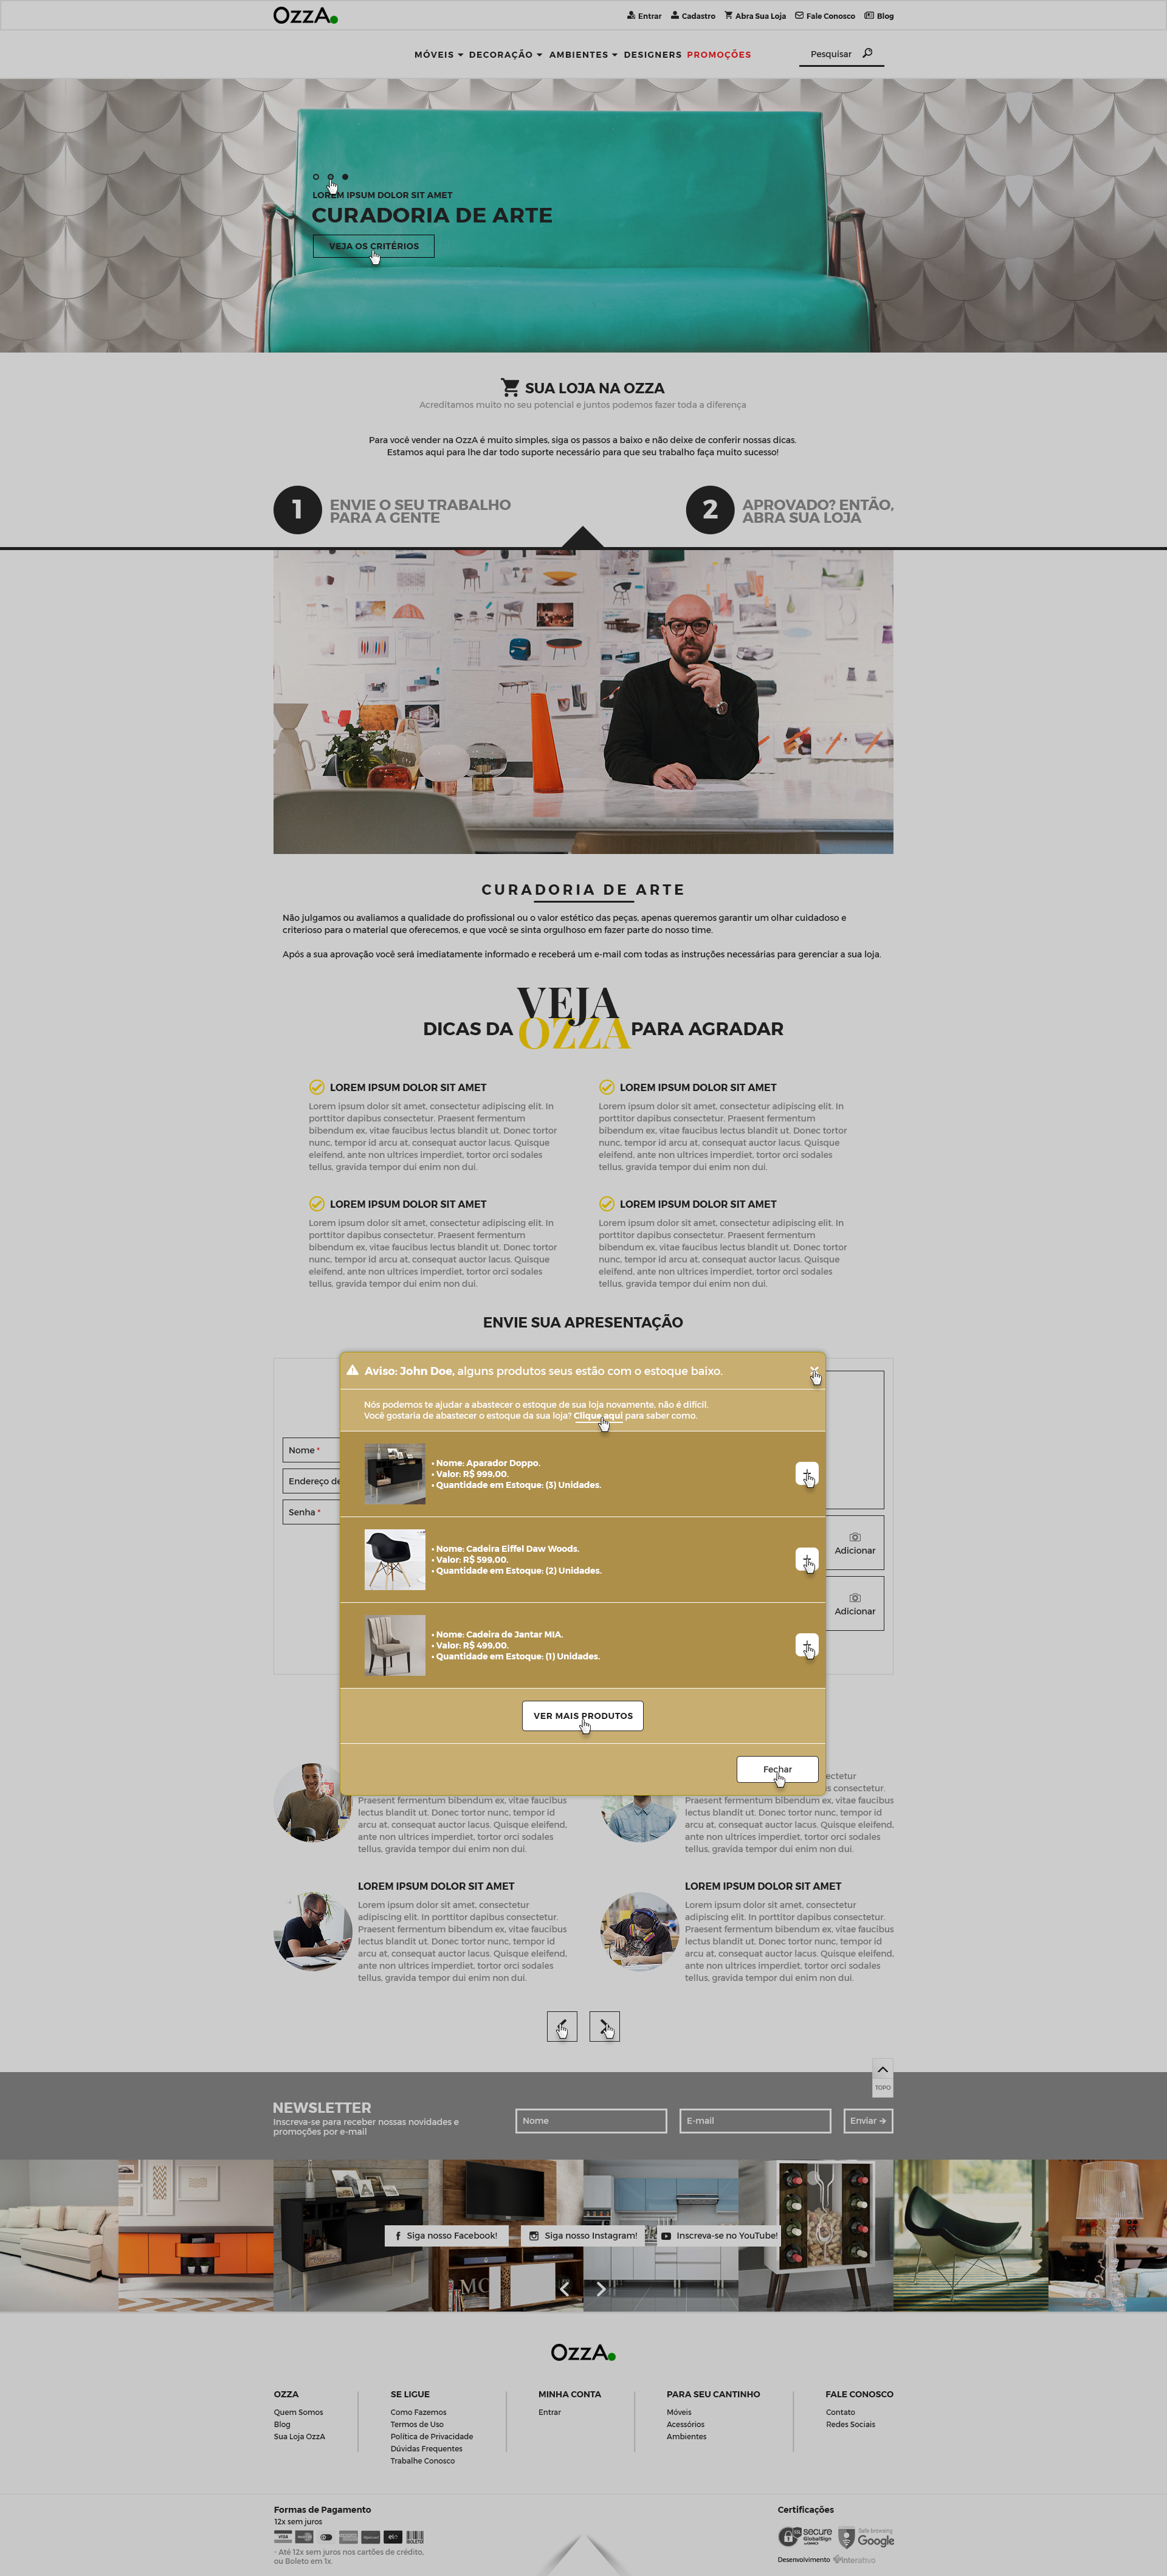 OzzA.
Entrar Cadastro Abra Sua Loja Fale Conosco Blog
MÓVEIS DECORAÇÃO AMBIENTES DESIGNERS PROMOÇÕES
Pesquisar
LOREM IPSUM DOLOR SIT AMET
CURADORIA DE ARTE
VEJA OS CRITÉRIOS
SUA LOJA NA OZZA
Acreditamos muito no seu potencial e juntos podemos fazer toda a diferença
Para você vender na OzzA é muito simples, siga os passos a baixo e não deixe de conferir nossas dicas.
Estamos aqui para lhe dar todo suporte necessário para que seu trabalho faça muito sucesso!
1
ENVIE O SEU TRABALHO
PARA A GENTE
2
APROVADO? ENTÃO,
ABRA SUA LOJA
CURADORIA DE ARTE
Não julgamos ou avaliamos a qualidade do profissional ou o valor estético das peças, apenas queremos garantir um olhar cuidadoso e
criterioso para o material que oferecemos, e que você se sinta orgulhoso em fazer parte do nosso time.
Após a sua aprovação você será imediatamente informado e receberá um e-mail com todas as instruções necessárias para gerenciar a sua loja.
VEJA
DICAS DA OZZA PARA AGRADAR
LOREM IPSUM DOLOR SIT AMET
Lorem ipsum dolor sit amet, consectetur adipiscing elit. In
porttitor dapibus consectetur. Praesent fermentum
bibendum ex, vitae faucibus lectus blandit ut. Donec tortor
nunc, tempor id arcu at, consequat auctor lacus. Quisque
eleifend, ante non ultrices imperdiet, tortor orci sodales
tellus, gravida tempor dui enim non dui.
LOREM IPSUM DOLOR SIT AMET
Lorem ipsum dolor sit amet, consectetur adipiscing elit. In
porttitor dapibus consectetur. Praesent fermentum
bibendum ex, vitae faucibus lectus blandit ut. Donec tortor
nunc, tempor id arcu at, consequat auctor lacus. Quisque
eleifend, ante non ultrices imperdiet, tortor orci sodales
tellus, gravida tempor dui enim non dui.
LOREM IPSUM DOLOR SIT AMET
Lorem ipsum dolor sit amet, consectetur adipiscing elit. In
porttitor dapibus consectetur. Praesent fermentum
bibendum ex, vitae faucibus lectus blandit ut. Donec tortor
nunc, tempor id arcu at, consequat auctor lacus. Quisque
eleifend, ante non ultrices imperdiet, tortor orci sodales
tellus, gravida tempor dui enim non dui.
LOREM IPSUM DOLOR SIT AMET
Lorem ipsum dolor sit amet, consectetur adipiscing elit. In
porttitor dapibus consectetur. Praesent fermentum
bibendum ex, vitae faucibus lectus blandit ut. Donec tortor
nunc, tempor id arcu at, consequat auctor lacus. Quisque
eleifend, ante non ultrices imperdiet, tortor orci sodales
tellus, gravida tempor dui enim non dui.
ENVIE SUA APRESENTAÇÃO
Aviso: John Doe, alguns produtos seus estão com o estoque baixo.
Nós podemos te ajudar a abastecer o estoque de sua loja novamente, não é difícil.
Você gostaria de abastecer o estoque da sua loja? Clique aqui para saber como.
Nome *
Endereço de
Senha *
• Nome: Aparador Doppo.
• Valor: R$ 999,00.
• Quantidade em Estoque: (3) Unidades.
• Nome: Cadeira Eiffel Daw Woods.
• Valor: R$ 599,00.
• Quantidade em Estoque: (2) Unidades.
Adicionar
Adicionar
• Nome: Cadeira de Jantar MIA.
• Valor: R$ 499,00.
• Quantidade em Estoque: (1) Unidades.
VER MAIS PRODUTOS
Fechar
Praesent fermentum bibendum ex, vitae faucibus
lectus blandit ut. Donec tortor nunc, tempor id
arcu at, consequat auctor lacus. Quisque eleifend,
ante non ultrices imperdiet, tortor orci sodales
tellus, gravida tempor dui enim non dui.
ectetur
s consectetur.
Praesent fermentum bibendum ex, vitae faucibus
lectus blandit ut. Donec tortor nunc, tempor id
arcu at, consequat auctor lacus. Quisque eleifend,
ante non ultrices imperdiet, tortor orci sodales
tellus, gravida tempor dui enim non dui.
LOREM IPSUM DOLOR SIT AMET
Lorem ipsum dolor sit amet, consectetur
adipiscing elit. In porttitor dapibus consectetur.
Praesent fermentum bibendum ex, vitae faucibus
lectus blandit ut. Donec tortor nunc, tempor id
arcu at, consequat auctor lacus. Quisque eleifend,
ante non ultrices imperdiet, tortor orci sodales
tellus, gravida tempor dui enim non dui.
LOREM IPSUM DOLOR SIT AMET
Lorem ipsum dolor sit amet, consectetur
adipiscing elit. In porttitor dapibus consectetur.
Praesent fermentum bibendum ex, vitae faucibus
lectus blandit ut. Donec tortor nunc, tempor id
arcu at, consequat auctor lacus. Quisque eleifend,
ante non ultrices imperdiet, tortor orci sodales
tellus, gravida tempor dui enim non dui.
TOPO
NEWSLETTER
Inscreva-se para receber nossas novidades e
promoções por e-mail
Nome
E-mail
Enviar
Siga nosso Facebook!
Siga nosso Instagram!
Inscreva-se no YouTube!
OzzA.
OZZA
Quem Somos
Blog
Sua Loja OzzA
SE LIGUE
Como Fazemos
Termos de Uso
Política de Privacidade
Dúvidas Frequentes
Trabalhe Conosco
MINHA CONTA
Entrar
PARA SEU CANTINHO
Móveis
Acessórios
Ambientes
FALE CONOSCO
Contato
Redes Sociais
Formas de Pagamento
12x sem juros
VISA
elo
BOLETO
- Até 12x sem juros nos cartões de crédito,
ou Boleto em 1x.
Certificações
secure
GlobalSign
Safe browsing
Google
Desenvolvimento interativo